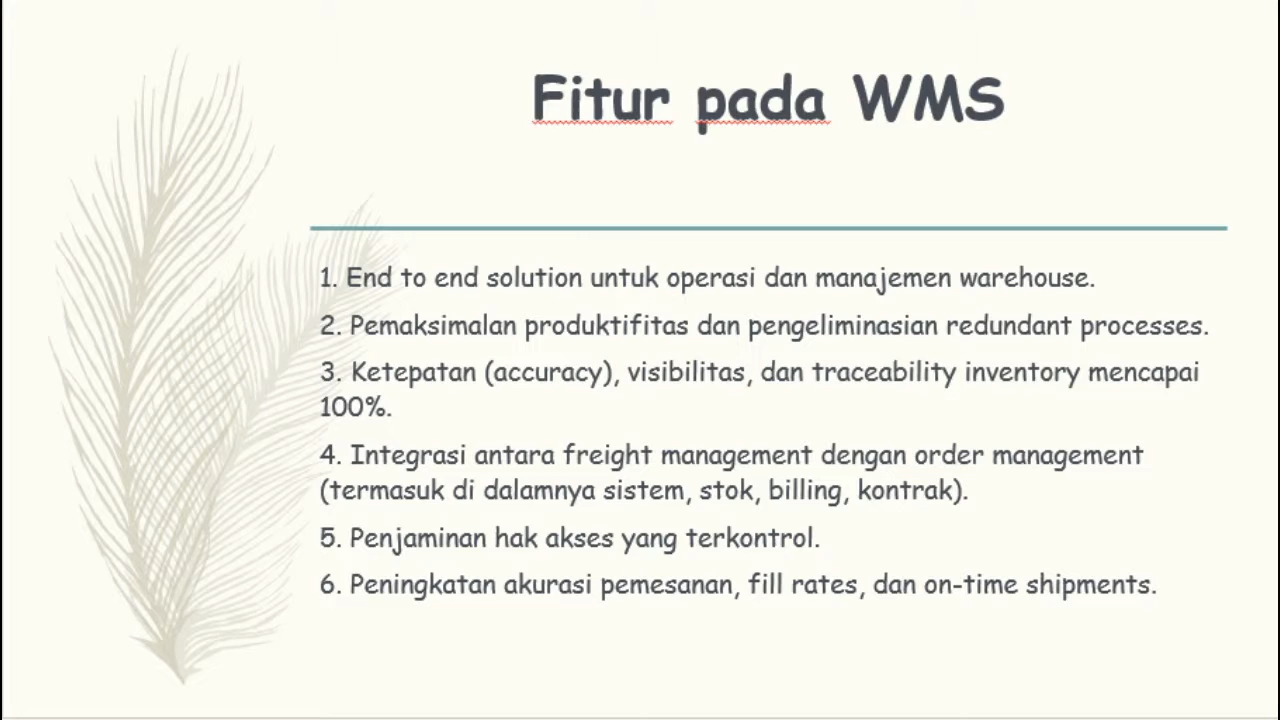 Fitur pada WMS
1. End to end solution untuk operasi dan manajemen warehouse.
2. Pemaksimalan produktifitas dan pengeliminasian redundant processes.
3. Ketepatan (accuracy), visibilitas, dan traceability inventory mencapai
100%.
4. Integrasi antara freight management dengan order management
(termasuk di dalamnya sistem, stok, billing, kontrak).
5. Penjaminan hak akses yang terkontrol.
6. Peningkatan akurasi pemesanan, fill rates, dan on-time shipments.